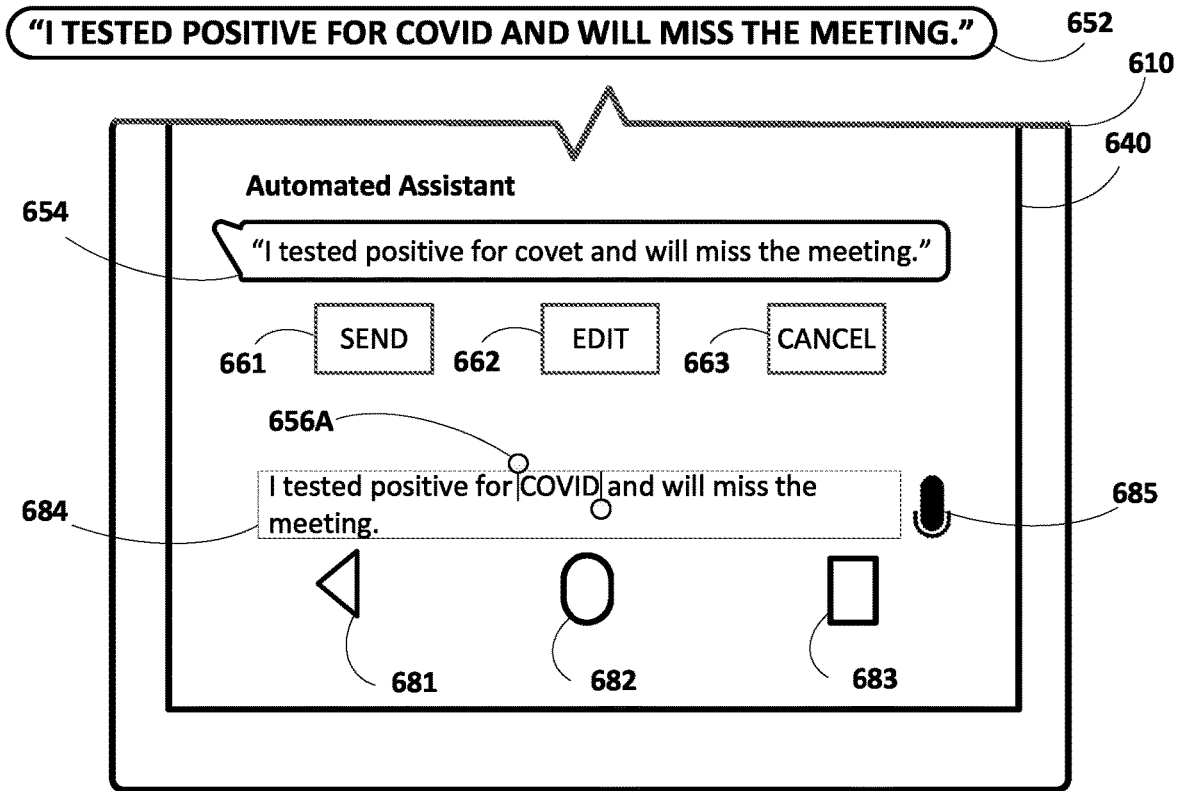 “I TESTED POSITIVE FOR COVID AND WILL MISS THE MEETING.”
652
610
640
Automated Assistant
654
“I tested positive for covet and will miss the meeting.”
SEND
EDIT
CANCEL
661
662
663
656A
I tested positive for COVID and will miss the
meeting.
684
685
681
682
683